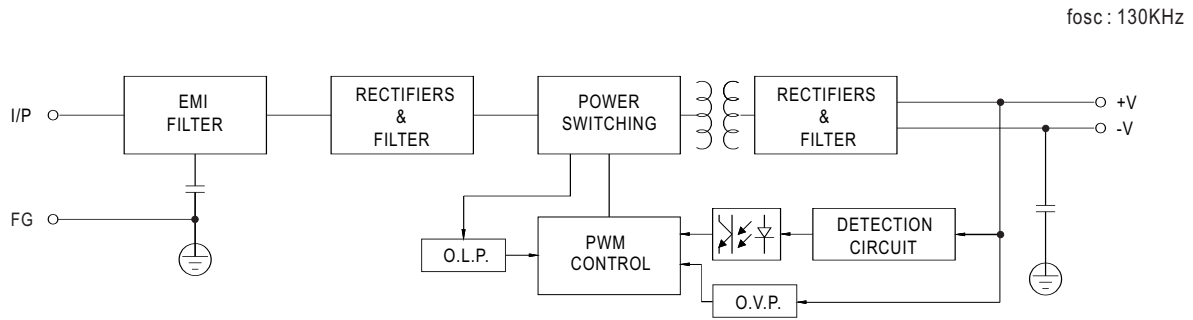 fosc : 130KHz
I/P
EMI
FILTER
RECTIFIERS
&
FILTER
POWER
SWITCHING
RECTIFIERS
&
FILTER
+V
-V
FG
O.L.P.
PWM
CONTROL
DETECTION
CIRCUIT
O.V.P.